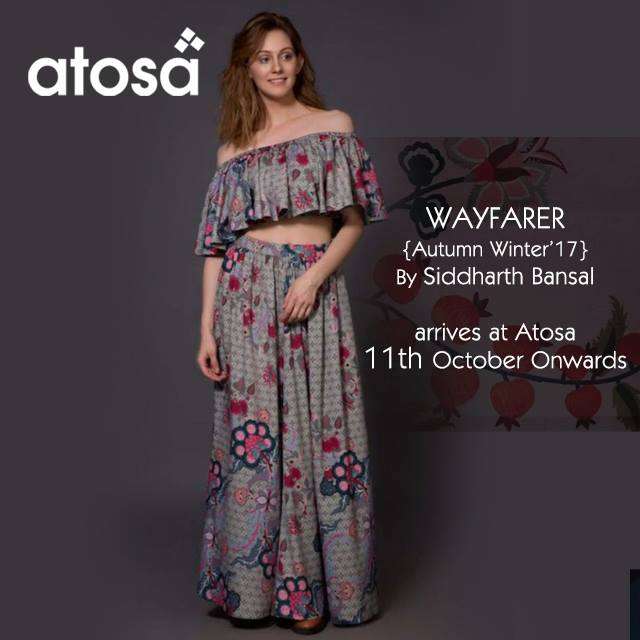 atosa
WAYFARER
{Autumn Winter'17}
By Siddharth Bansal
arrives at Atosa
11th October Onwards